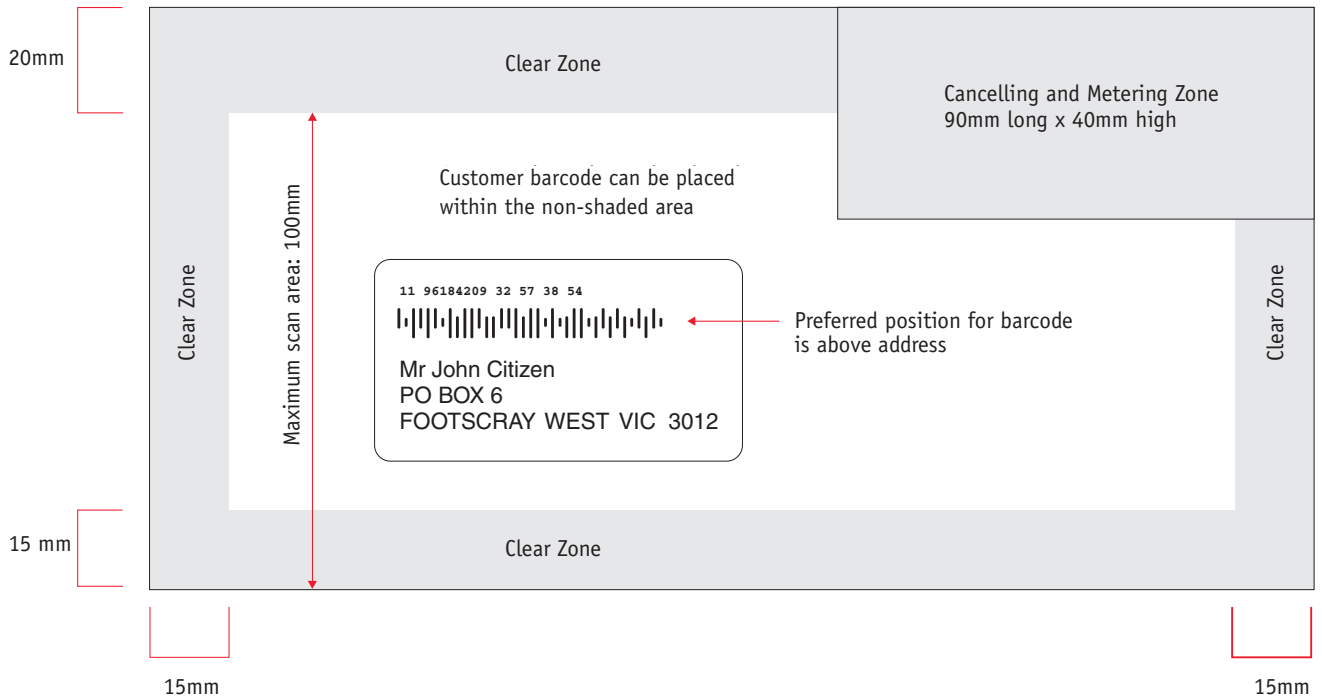 20mm
Clear Zone
Cancelling and Metering Zone
90mm long x 40mm high
Customer barcode can be placed
within the non-shaded area
Maximum scan area: 100mm
Clear Zone
11 96184209 32 57 38 54
Preferred position for barcode
is above address
Clear Zone
Mr John Citizen
PO BOX 6
FOOTSCRAY WEST VIC 3012
15 mm
Clear Zone
15mm
15mm